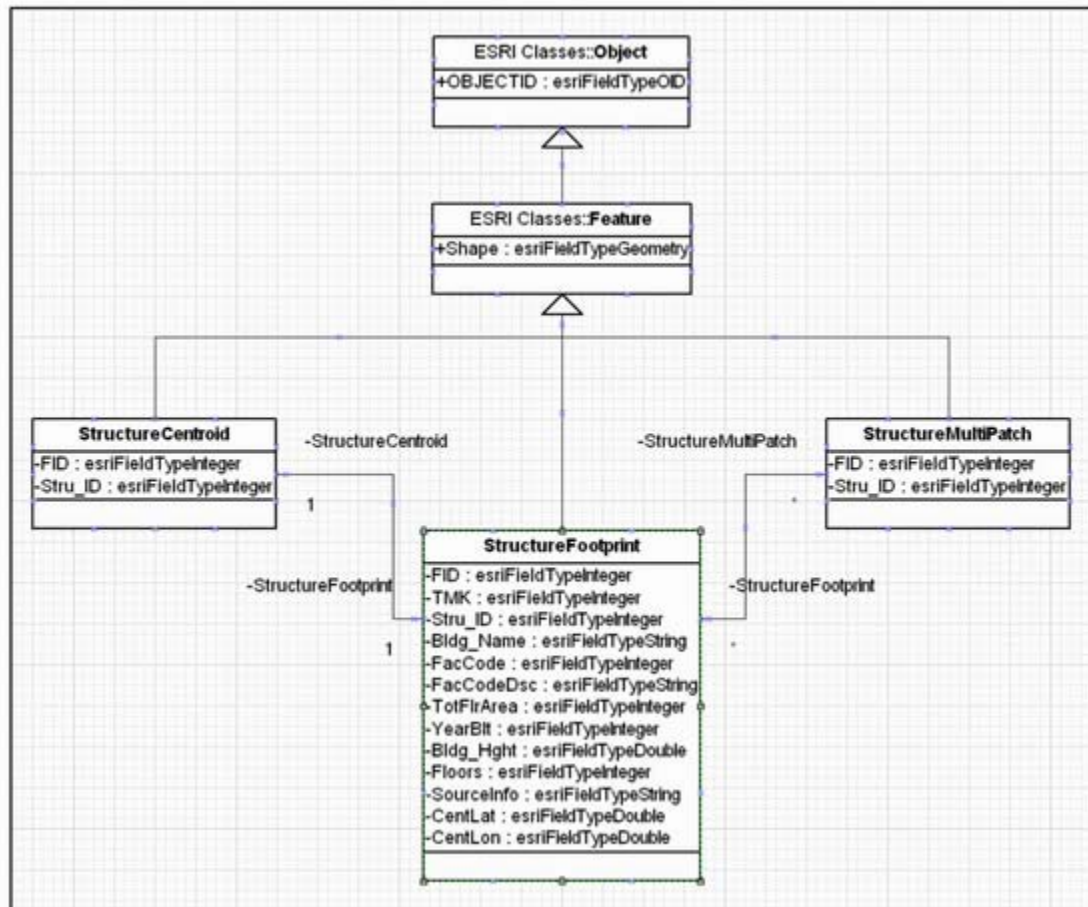 ESRI Classes::Object
+OBJECTID : esriFieldTypeOID
ESRI Classes::Feature
+Shape : esriFieldTypeGeometry
StructureCentroid
-FID : esriFieldTypeInteger
-Stru_ID : esriFieldTypeInteger
-StructureCentroid
1
-StructureMultiPatch
*
StructureMultiPatch
-FID : esriFieldTypeInteger
-Stru_ID : esriFieldTypeInteger
-StructureFootprint
1
StructureFootprint
-FID : esriFieldTypeInteger
-TMK : esriFieldTypeInteger
-Stru_ID : esriFieldTypeInteger
-Bldg_Name : esriFieldTypeString
-FacCode : esriFieldTypeInteger
-FacCodeDsc : esriFieldTypeString
-TotFlrArea : esriFieldTypeInteger
-YearBlt : esriFieldTypeInteger
-Bldg_Hght : esriFieldTypeDouble
-Floors : esriFieldTypeInteger
-SourceInfo : esriFieldTypeString
-CentLat : esriFieldTypeDouble
-CentLon : esriFieldTypeDouble
-StructureFootprint
*